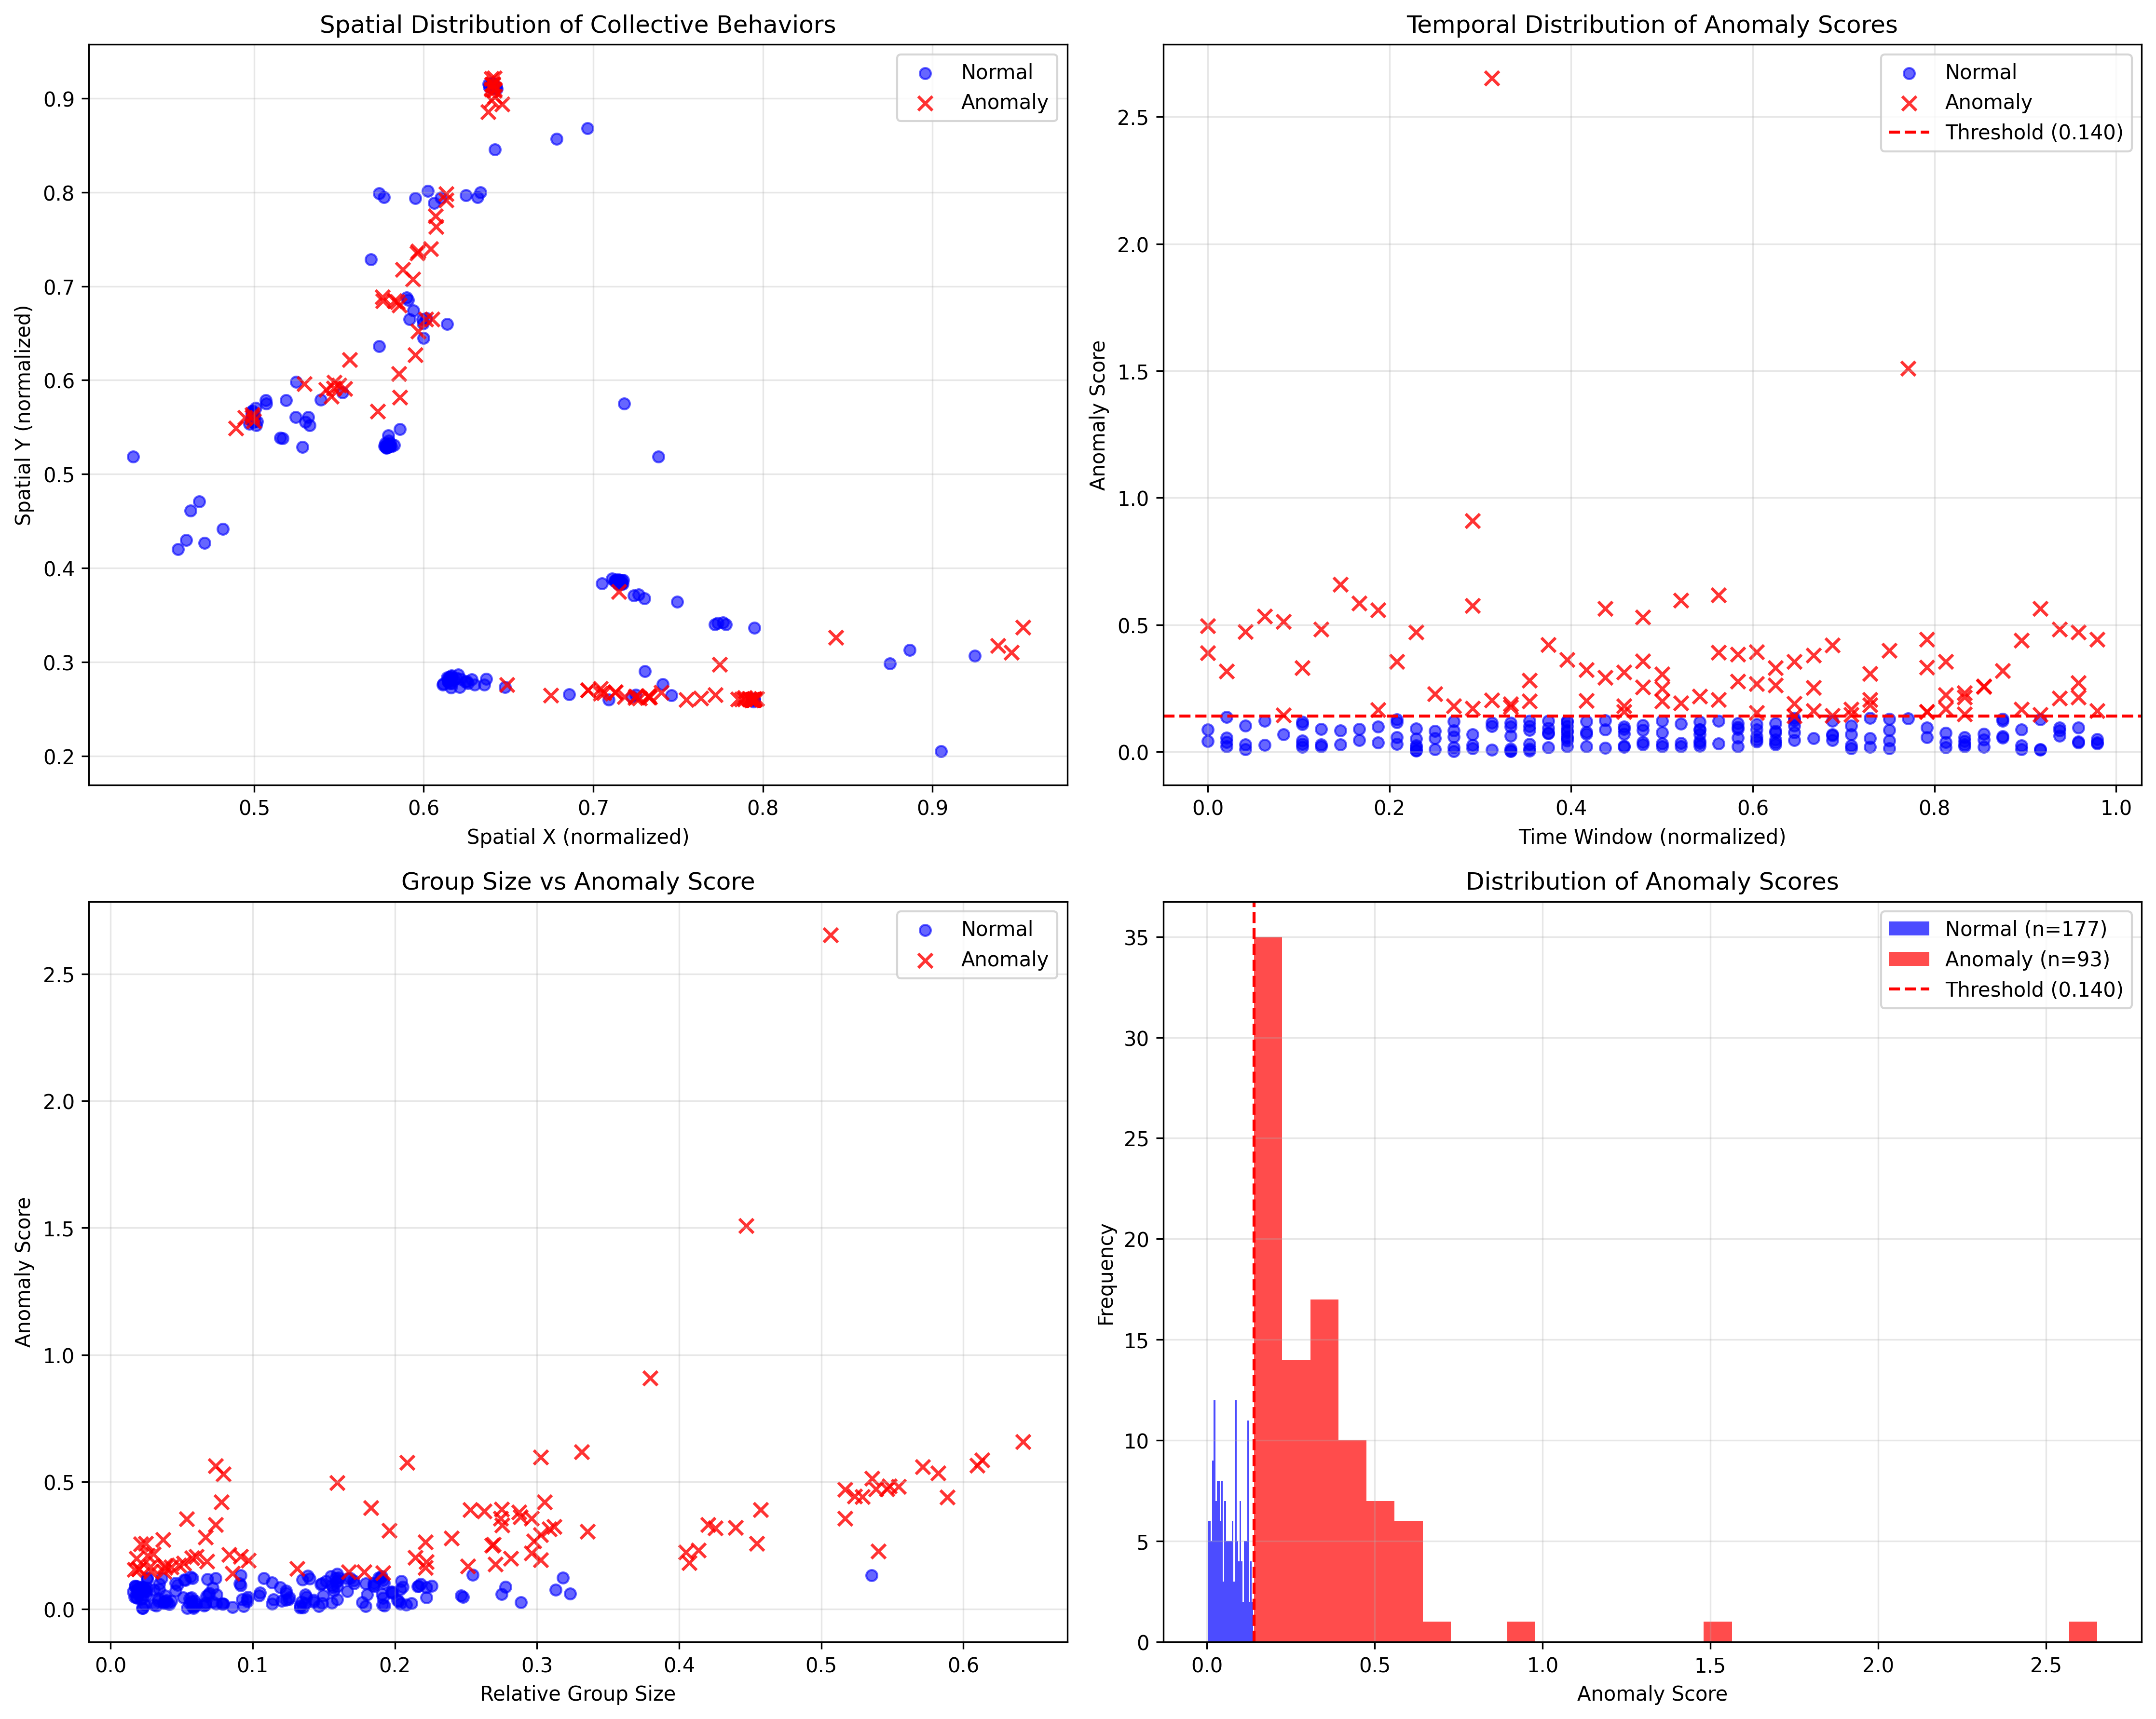 Spatial Distribution of Collective Behaviors
Normal
Anomaly
0.9
0.8
0.7
0.6
0.5
0.4
0.3
0.2
Spatial Y (normalized)
0.5 0.6 0.7 0.8 0.9
Spatial X (normalized)
Temporal Distribution of Anomaly Scores
Normal
Anomaly
Threshold (0.140)
2.5
2.0
1.5
1.0
0.5
0.0
Anomaly Score
0.0 0.2 0.4 0.6 0.8 1.0
Time Window (normalized)
Group Size vs Anomaly Score
Normal
Anomaly
2.5
2.0
1.5
1.0
0.5
0.0
Anomaly Score
0.0 0.1 0.2 0.3 0.4 0.5 0.6
Relative Group Size
Distribution of Anomaly Scores
Normal (n=177)
Anomaly (n=93)
Threshold (0.140)
35
30
25
20
15
10
5
0
Frequency
0.0 0.5 1.0 1.5 2.0 2.5
Anomaly Score